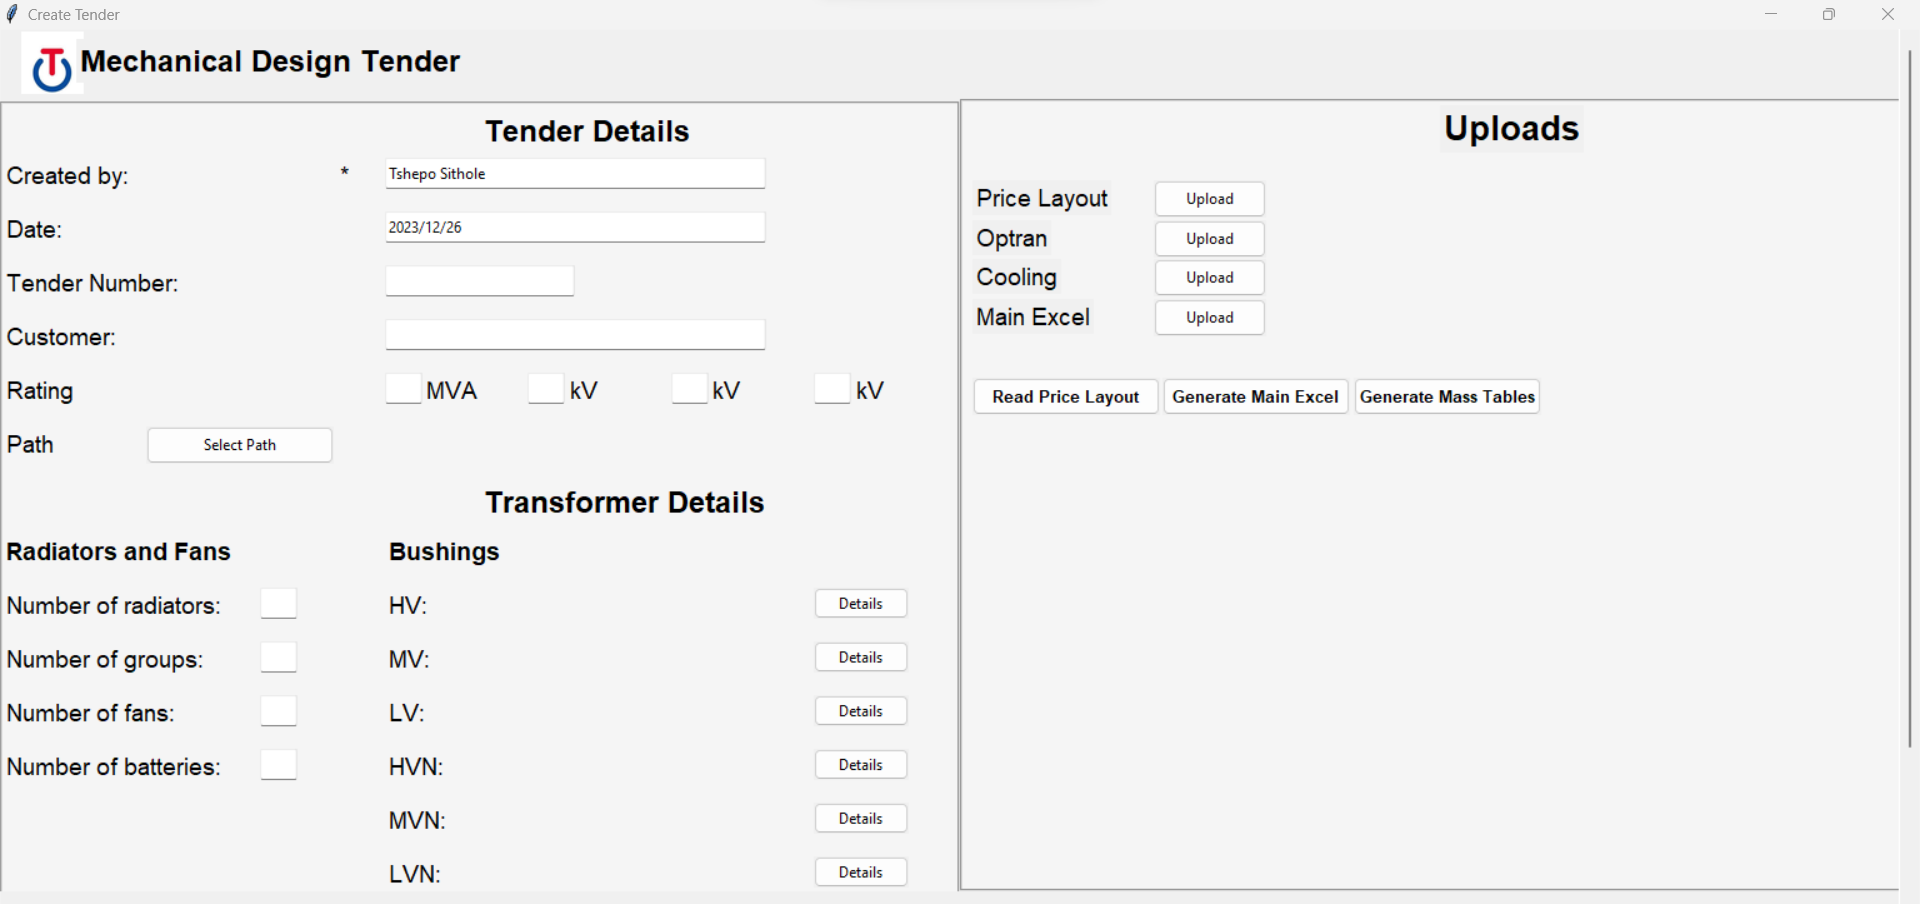 Create Tender
Mechanical Design Tender
Tender Details
Created by: * Tshepo Sithole
Date: 2023/12/26
Tender Number:
Customer:
Rating MVA kV kV kV
Path Select Path
Transformer Details
Radiators and Fans Bushings
Number of radiators: HV: Details
Number of groups: MV: Details
Number of fans: LV: Details
Number of batteries: HVN: Details
MVN: Details
LVN: Details
Uploads
Price Layout Upload
Optran Upload
Cooling Upload
Main Excel Upload
Read Price Layout Generate Main Excel Generate Mass Tables